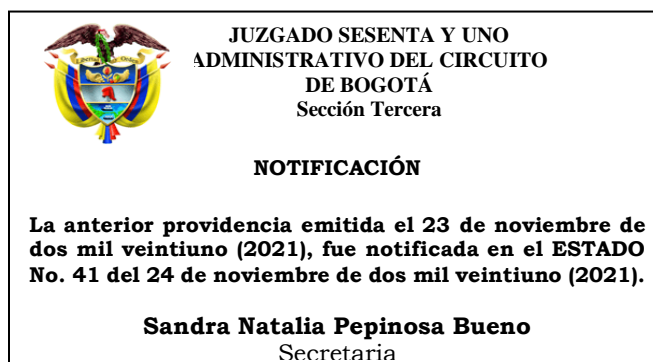 JUZGADO SESENTA Y UNO
ADMINISTRATIVO DEL CIRCUITO
DE BOGOTÁ
Sección Tercera
NOTIFICACIÓN
La anterior providencia emitida el 23 de noviembre de
dos mil veintiuno (2021), fue notificada en el ESTADO
No. 41 del 24 de noviembre de dos mil veintiuno (2021).
Sandra Natalia Pepinosa Bueno
Secretaria